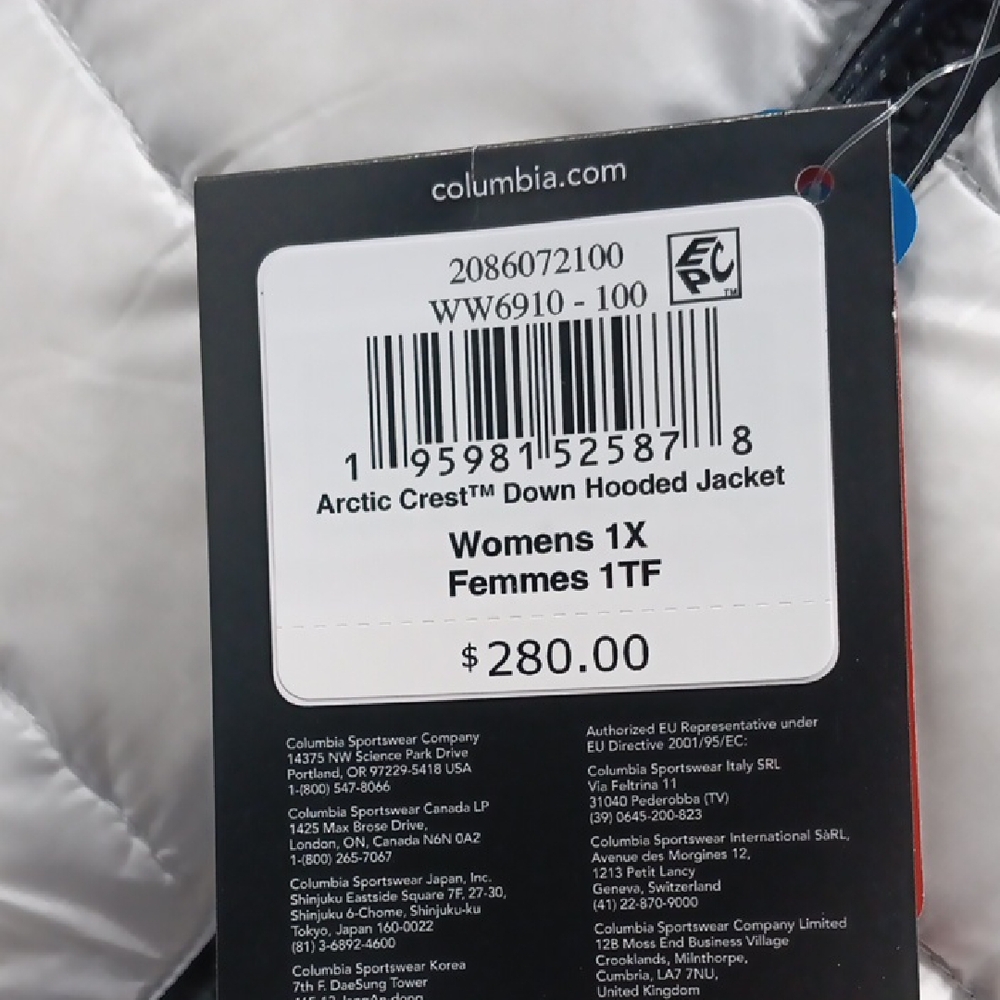 columbia.com
2086072100
WW6910 - 100
EPC TM
1 95981 52587 8
Arctic Crest™ Down Hooded Jacket
Womens 1X
Femmes 1TF
$280.00
Columbia Sportswear Company
14375 NW Science Park Drive
Portland, OR 97229-5418 USA
1-(800) 547-8066
Columbia Sportswear Canada LP
1425 Max Brose Drive,
London, ON, Canada N6N 0A2
1-(800) 265-7067
Columbia Sportswear Japan, Inc.
Shinjuku Eastside Square 7F, 27-30,
Shinjuku 6-Chome, Shinjuku-ku
Tokyo, Japan 160-0022
(81) 3-6892-4600
Columbia Sportswear Korea
7th F. DaeSung Tower
Authorized EU Representative under
EU Directive 2001/95/EC:
Columbia Sportswear Italy SRL
Via Feltrina 11
31040 Pederobba (TV)
(39) 0645-200-823
Columbia Sportswear International SàRL,
Avenue des Morgines 12,
1213 Petit Lancy
Geneva, Switzerland
(41) 22-870-9000
Columbia Sportswear Company Limited
12B Moss End Business Village
Crooklands, Milnthorpe,
Cumbria, LA7 7NU,
United Kingdom